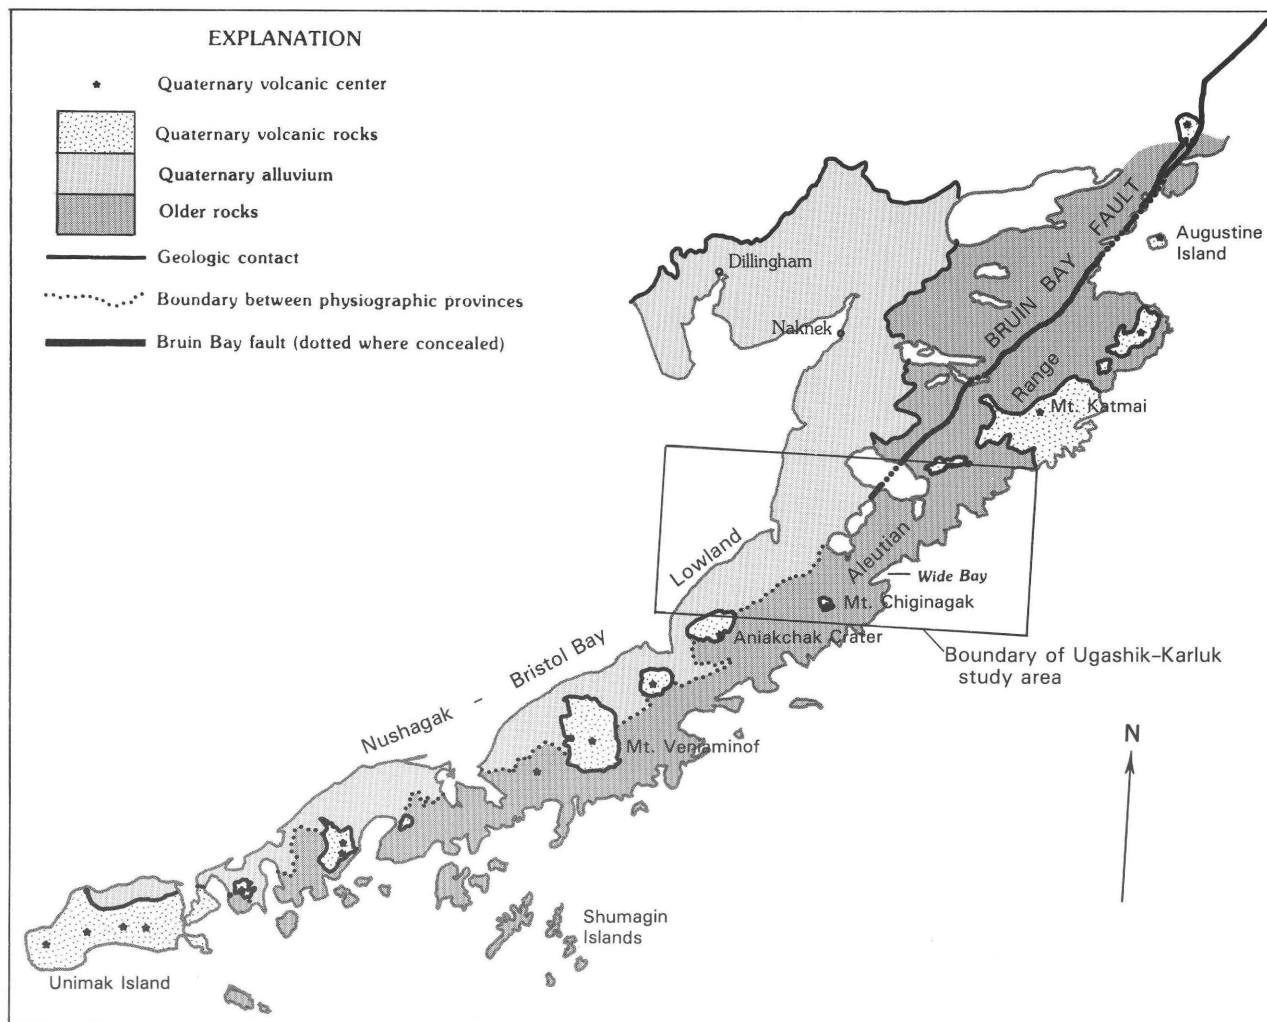 EXPLANATION
Quaternary volcanic center
Quaternary volcanic rocks
Quaternary alluvium
Older rocks
Geologic contact
Boundary between physiographic provinces
Bruin Bay fault (dotted where concealed)
BRUIN BAY FAULT
Augustine
Island
Dillingham
Naknek
Range
Mt. Katmai
Lowland
Aleutian
Wide Bay
Mt. Chiginagak
Aniakchak Crater
Boundary of Ugashik-Karluk
study area
Nushagak - Bristol Bay
Mt. Veniaminof
N
Shumagin
Islands
Unimak Island